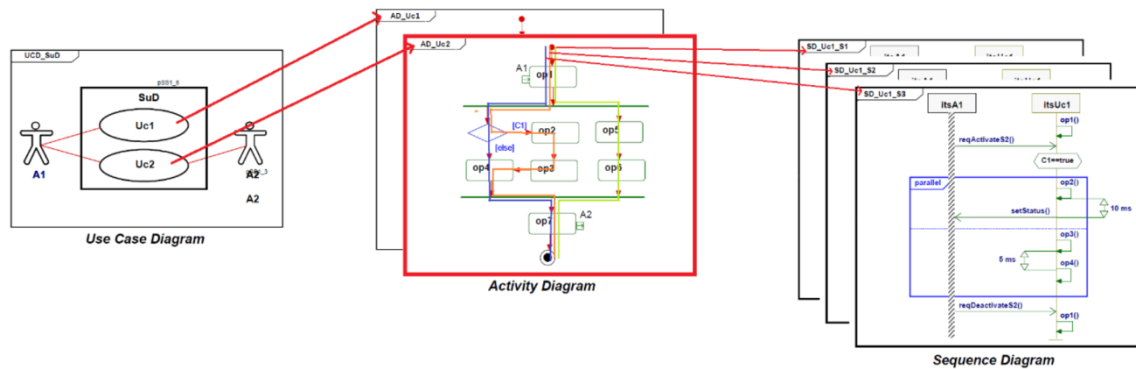 UCD_SuD
SuD
Uc1
Uc2
A1
A2
A2
Use Case Diagram
AD_Uc1
AD_Uc2
A1
op1
[C1]
op2
op5
[else]
op4
op3
op6
op7
A2
Activity Diagram
SD_Uc1_S1
SD_Uc1_S2
SD_Uc1_S3
itsA1
itsUc1
op1()
reqActivateS2()
C1==true
parallel
op2()
setStatus()
10 ms
op3()
5 ms
op4()
reqDeactivateS2()
op1()
Sequence Diagram